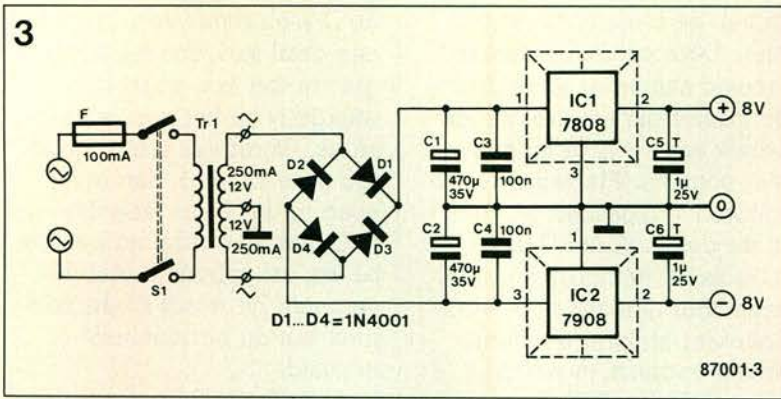 3
F
100mA
S1
Tr 1
250mA
12V
12V
250mA
D2
D1
D4
D3
D1...D4=1N4001
C1
470µ
35V
C3
100n
C2
470µ
35V
C4
100n
1
IC1
7808
2
3
1
3
IC2
7908
2
C5
T
1µ
25V
C6
T
1µ
25V
+
8V
0
−
8V
87001-3